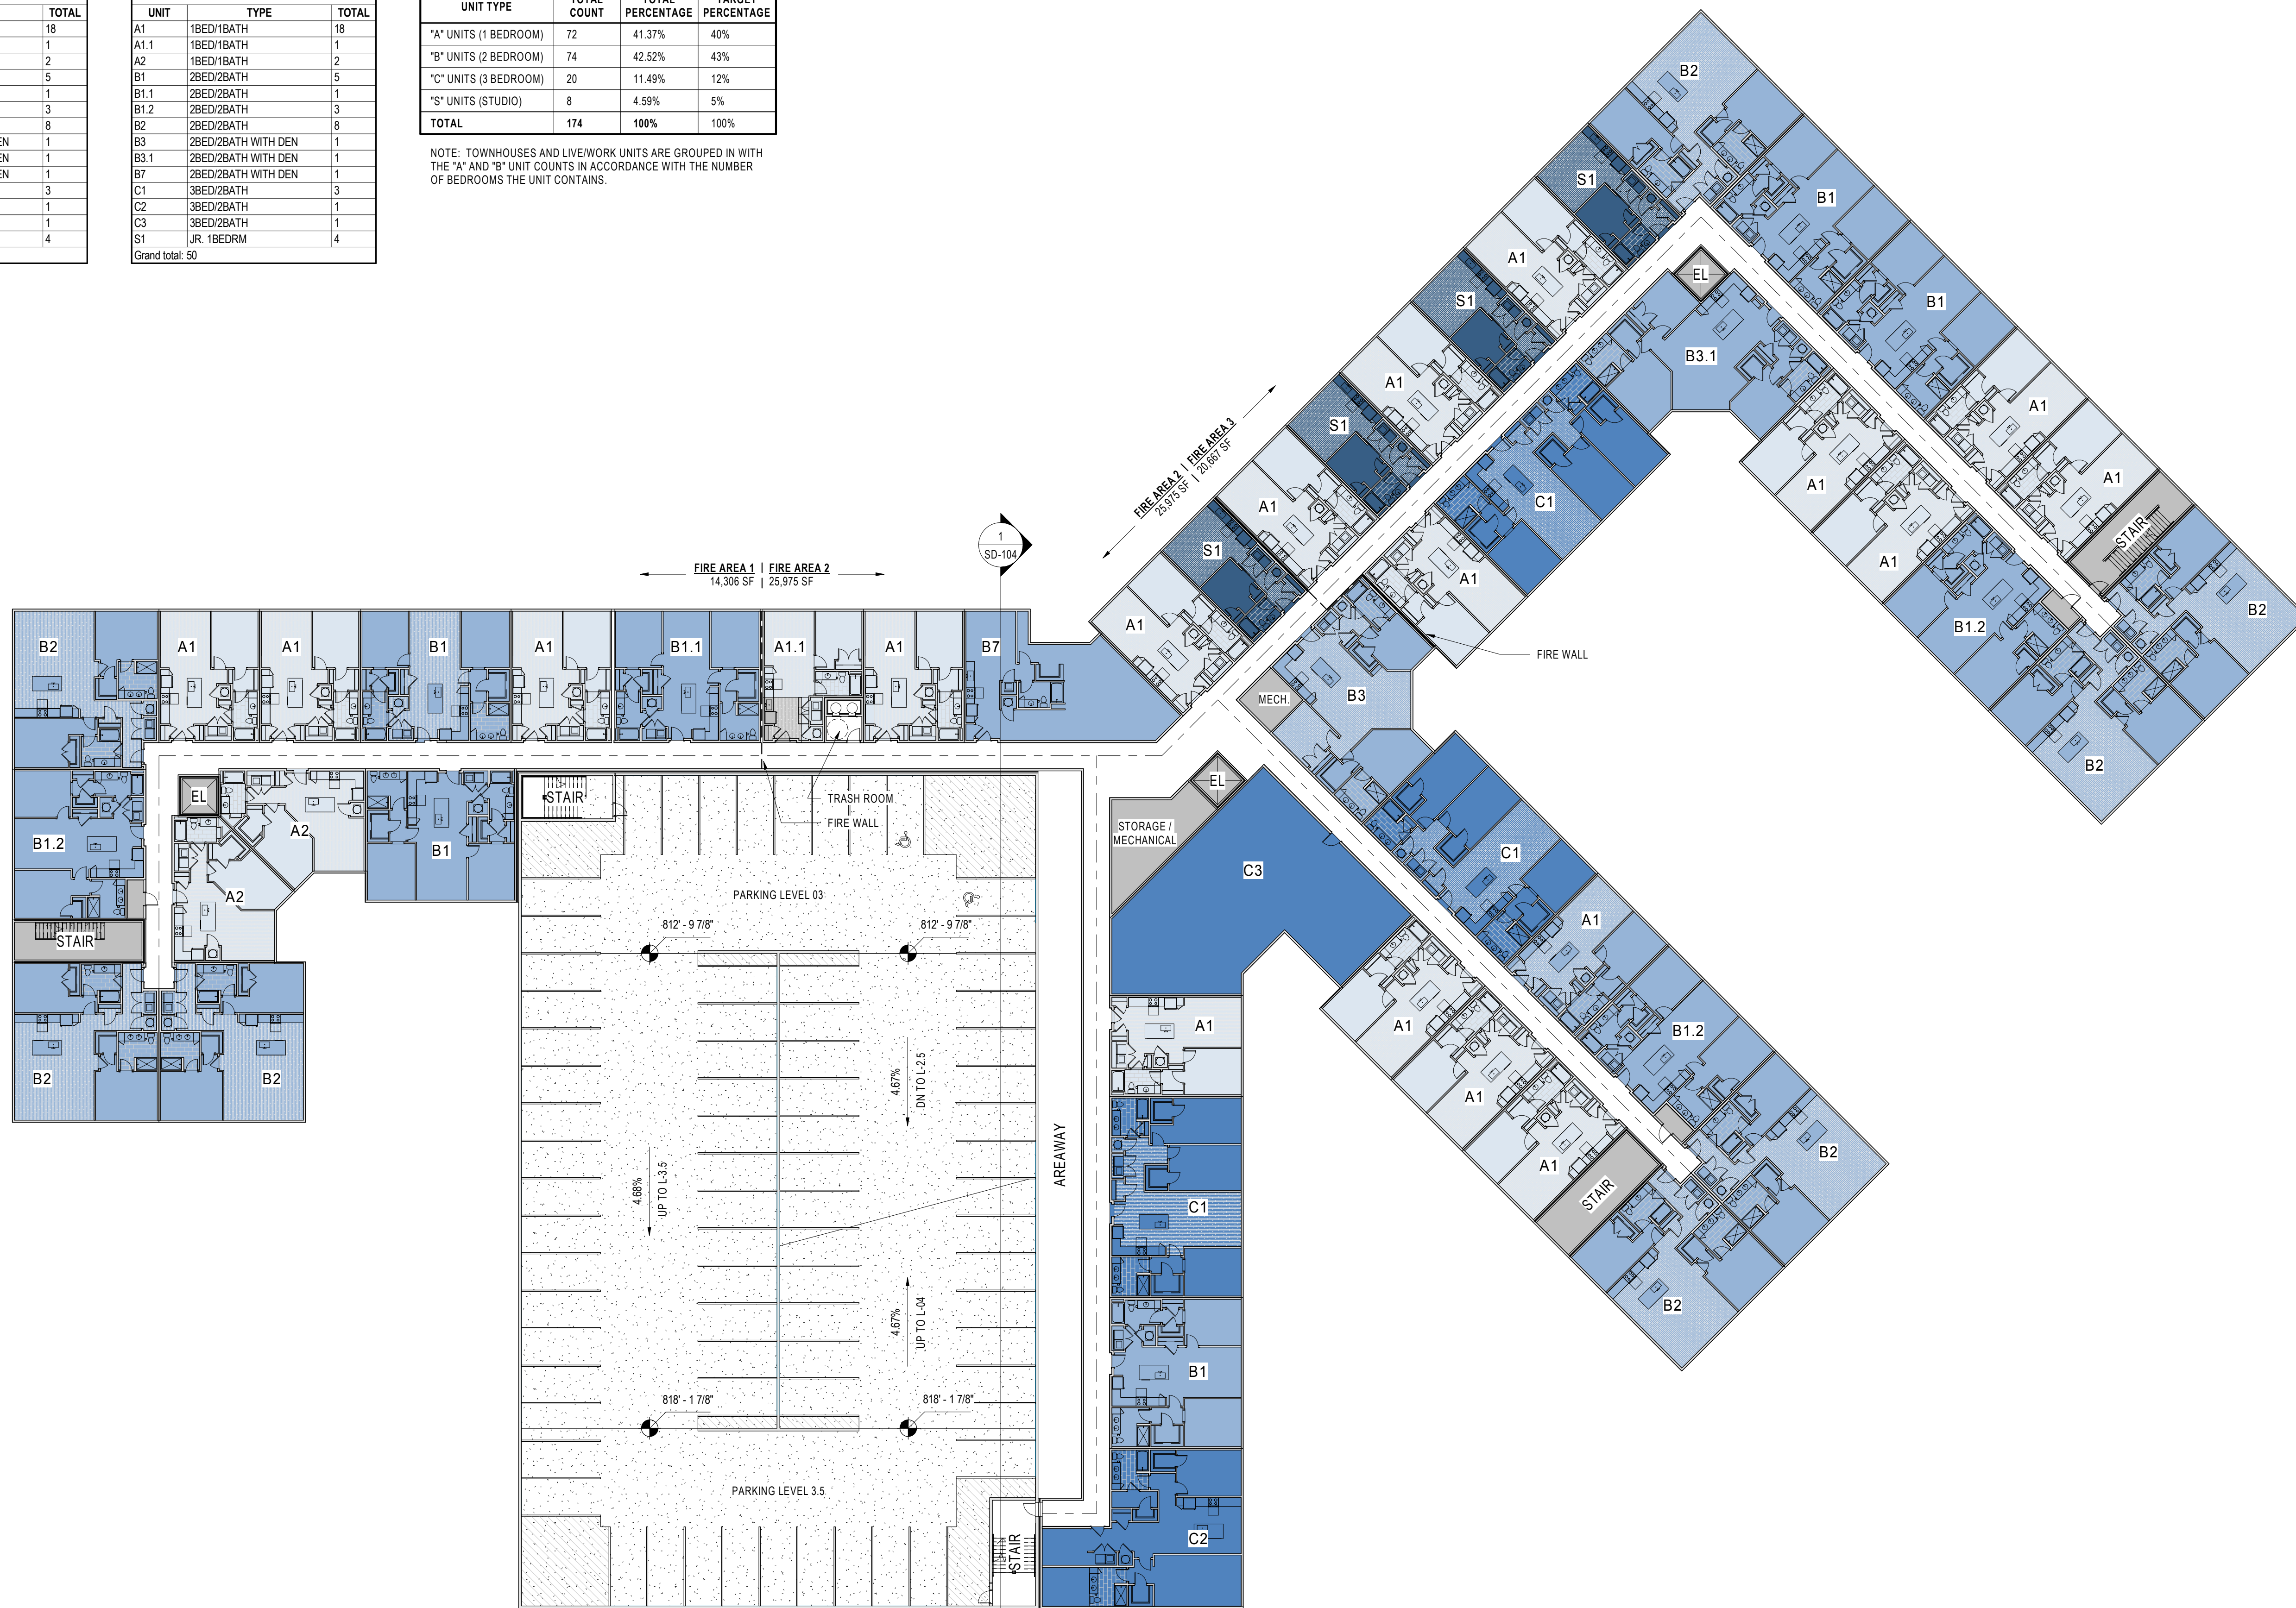 TOTAL
18
1
2
5
1
3
8
EN 1
EN 1
EN 1
3
1
1
4
UNIT TYPE TOTAL
A1 1BED/1BATH 18
A1.1 1BED/1BATH 1
A2 1BED/1BATH 2
B1 2BED/2BATH 5
B1.1 2BED/2BATH 1
B1.2 2BED/2BATH 3
B2 2BED/2BATH 8
B3 2BED/2BATH WITH DEN 1
B3.1 2BED/2BATH WITH DEN 1
B7 2BED/2BATH WITH DEN 1
C1 3BED/2BATH 3
C2 3BED/2BATH 1
C3 3BED/2BATH 1
S1 JR. 1BEDRM 4
Grand total: 50
UNIT TYPE TOTAL COUNT TOTAL PERCENTAGE TARGET PERCENTAGE
"A" UNITS (1 BEDROOM) 72 41.37% 40%
"B" UNITS (2 BEDROOM) 74 42.52% 43%
"C" UNITS (3 BEDROOM) 20 11.49% 12%
"S" UNITS (STUDIO) 8 4.59% 5%
TOTAL 174 100% 100%
NOTE: TOWNHOUSES AND LIVE/WORK UNITS ARE GROUPED IN WITH
THE "A" AND "B" UNIT COUNTS IN ACCORDANCE WITH THE NUMBER
OF BEDROOMS THE UNIT CONTAINS.
B2
S1
B1
A1
EL
S1
B1
B3.1
A1
A1
S1
A1
A1
C1
A1
STAIR
FIRE AREA 2 | FIRE AREA 3
25,975 SF | 20,667 SF
A1
S1
A1
A1
B2
B1.2
A1
FIRE WALL
B3
MECH.
B2
1
SD-104
FIRE AREA 1 | FIRE AREA 2
14,306 SF | 25,975 SF
B2
A1
A1
B1
A1
B1.1
A1.1
A1
B7
EL
A2
B1
STAIR
TRASH ROOM
FIRE WALL
EL
STORAGE /
MECHANICAL
B1.2
A2
STAIR
C3
C1
A1
PARKING LEVEL 03
812' - 9 7/8"
812' - 9 7/8"
B2
B2
A1
A1
A1
B1.2
A1
B2
STAIR
B2
4.67%
DN TO L-2.5
4.68%
UP TO L-3.5
AREAWAY
C1
4.67%
UP TO L-04
B1
818' - 1 7/8"
818' - 1 7/8"
PARKING LEVEL 3.5
STAIR
C2